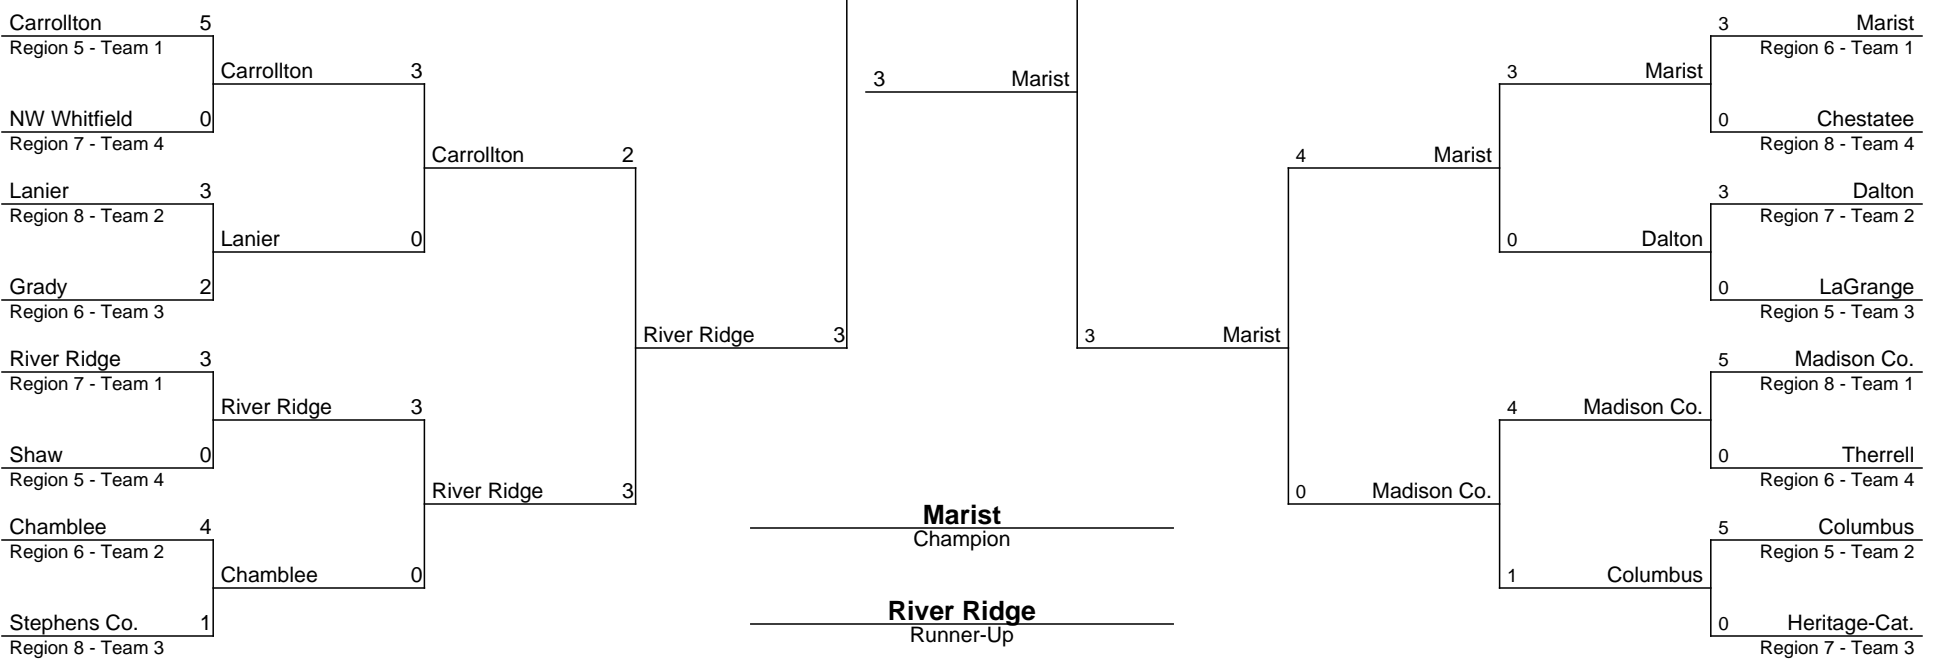 Carrollton 5
Region 5 - Team 1
Carrollton 3
NW Whitfield 0
Region 7 - Team 4
Carrollton 2
Lanier 3
Region 8 - Team 2
Lanier 0
Grady 2
Region 6 - Team 3
River Ridge 3
River Ridge 3
Region 7 - Team 1
River Ridge 3
Shaw 0
Region 5 - Team 4
River Ridge 3
Chamblee 4
Region 6 - Team 2
Chamblee 0
Stephens Co. 1
Region 8 - Team 3
3 Marist
Marist
Champion
River Ridge
Runner-Up
3 Marist
Region 6 - Team 1
3 Marist
0 Chestatee
Region 8 - Team 4
4 Marist
3 Dalton
Region 7 - Team 2
0 Dalton
0 LaGrange
Region 5 - Team 3
3 Marist
5 Madison Co.
Region 8 - Team 1
4 Madison Co.
0 Therrell
Region 6 - Team 4
0 Madison Co.
5 Columbus
Region 5 - Team 2
1 Columbus
0 Heritage-Cat.
Region 7 - Team 3